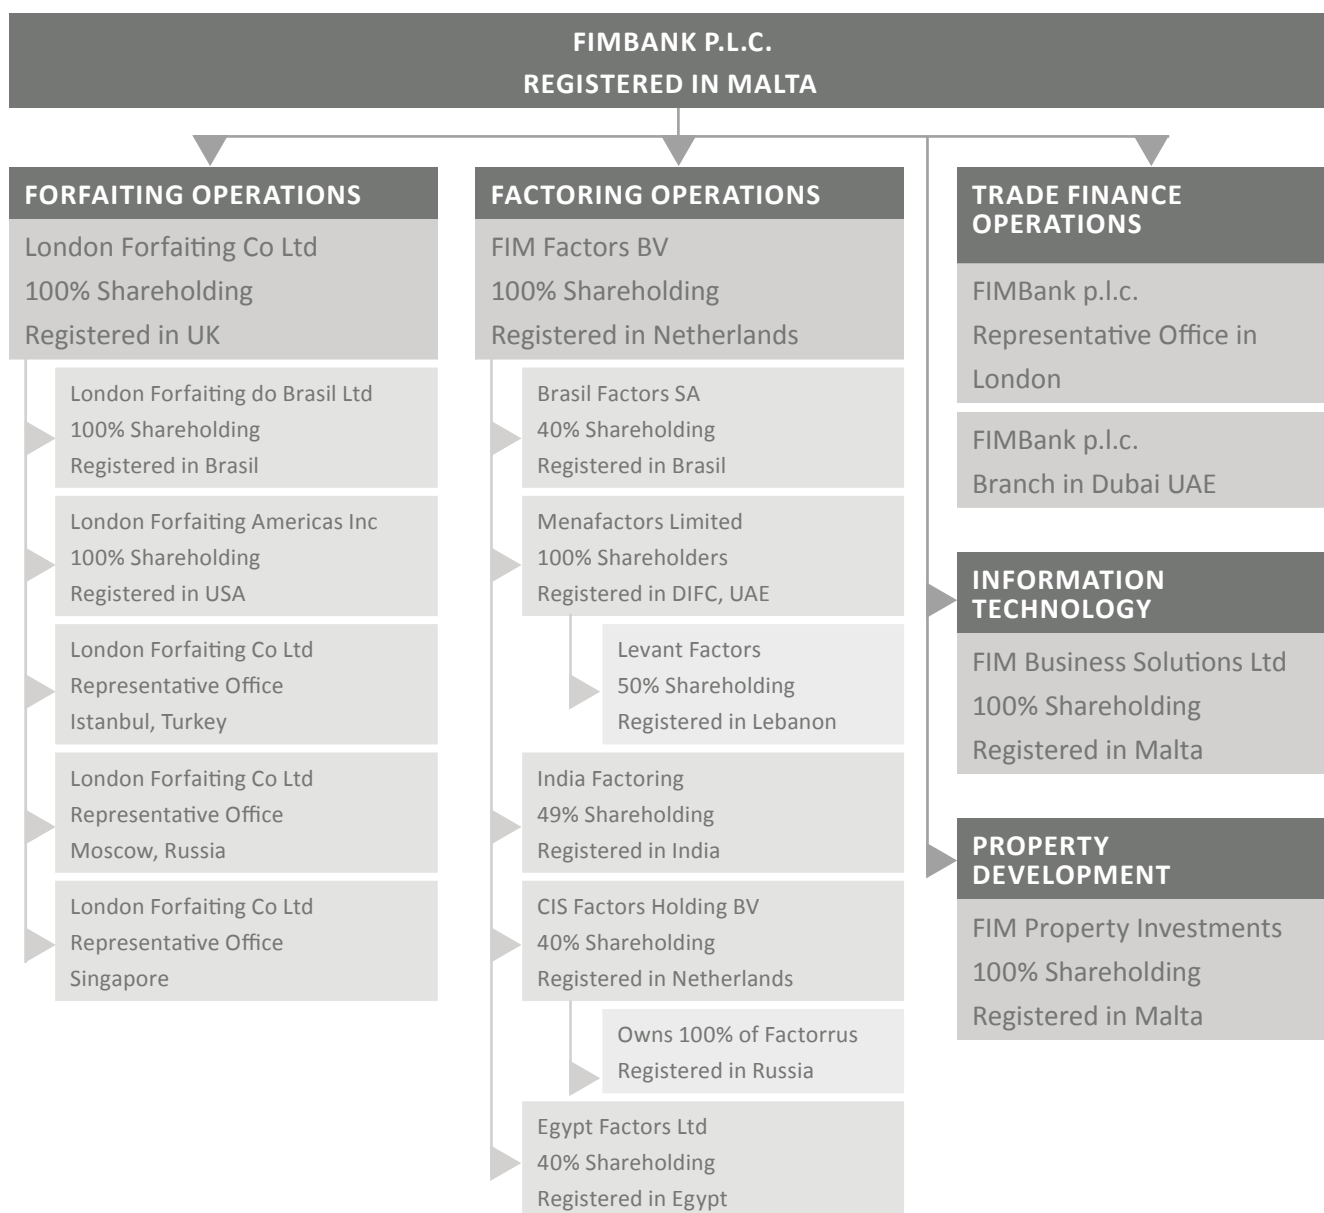 FIMBANK P.L.C.
REGISTERED IN MALTA
FORFAITING OPERATIONS
London Forfaiting Co Ltd
100% Shareholding
Registered in UK
London Forfaiting do Brasil Ltd
100% Shareholding
Registered in Brasil
London Forfaiting Americas Inc
100% Shareholding
Registered in USA
London Forfaiting Co Ltd
Representative Office
Istanbul, Turkey
London Forfaiting Co Ltd
Representative Office
Moscow, Russia
London Forfaiting Co Ltd
Representative Office
Singapore
FACTORING OPERATIONS
FIM Factors BV
100% Shareholding
Registered in Netherlands
Brasil Factors SA
40% Shareholding
Registered in Brasil
Menafactors Limited
100% Shareholders
Registered in DIFC, UAE
Levant Factors
50% Shareholding
Registered in Lebanon
India Factoring
49% Shareholding
Registered in India
CIS Factors Holding BV
40% Shareholding
Registered in Netherlands
Owns 100% of Factorrus
Registered in Russia
Egypt Factors Ltd
40% Shareholding
Registered in Egypt
TRADE FINANCE
OPERATIONS
FIMBank p.l.c.
Representative Office in
London
FIMBank p.l.c.
Branch in Dubai UAE
INFORMATION
TECHNOLOGY
FIM Business Solutions Ltd
100% Shareholding
Registered in Malta
PROPERTY
DEVELOPMENT
FIM Property Investments
100% Shareholding
Registered in Malta